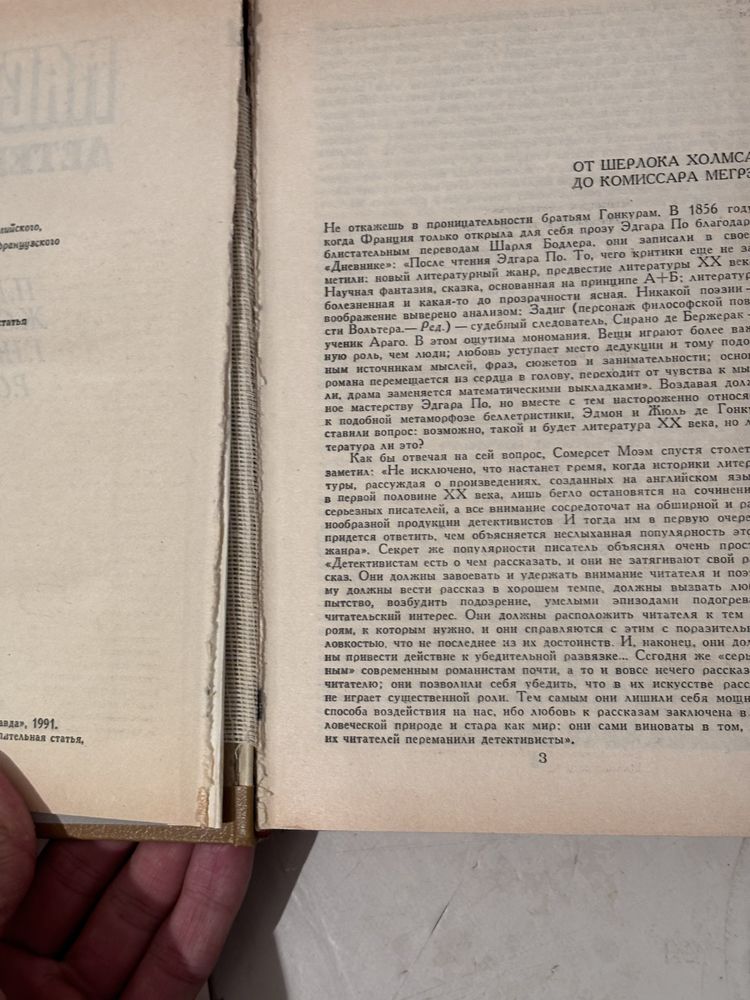 глийского,
французского
статья
авда», 1991.
пительная статья,
ОТ ШЕРЛОКА ХОЛМСА
ДО КОМИССАРА МЕГРЭ
Не откажешь в проницательности братьям Гонкурам. В 1856 году,
когда Франция только открыла для себя прозу Эдгара По благодар
блистательным переводам Шарля Бодлера, они записали в свое
«Дневнике»: «После чтения Эдгара По. То, чего критики еще не за
метили: новый литературный жанр, предвестие литературы XX века
Научная фантазия, сказка, основанная на принципе А+Б; литератур
болезненная и какая-то до прозрачности ясная. Никакой поэзии—
воображение выверено анализом: Задиг (персонаж философской пов
сти Вольтера.— Ред.) — судебный следователь, Сирано де Бержерак —
ученик Араго. В этом ощутима мономания. Вещи играют более важ
ную роль, чем люди; любовь уступает место дедукции и тому подо
ным источникам мыслей, фраз, сюжетов и занимательности; основ
романа перемещается из сердца в голову, переходит от чувства к мы
ли, драма заменяется математическими выкладками». Воздавая долж
ное мастерству Эдгара По, но вместе с тем настороженно относя
к подобной метаморфозе беллетристики, Эдмон и Жюль де Гонк
ставили вопрос: возможно, такой и будет литература XX века, но л
тература ли это?
Как бы отвечая на сей вопрос, Сомерсет Моэм спустя столет
заметил: «Не исключено, что настанет время, когда историки литер
туры, рассуждая о произведениях, созданных на английском язы
в первой половине XX века, лишь бегло остановятся на сочинени
серьезных писателей, а все внимание сосредоточат на обширной и ра
нообразной продукции детективистов И тогда им в первую очере
придется ответить, чем объясняется неслыханная популярность это
жанра». Секрет же популярности писатель объяснял очень прост
«Детективистам есть о чем рассказать, и они не затягивают свой ра
сказ. Они должны завоевать и удержать внимание читателя и поэ
му должны вести рассказ в хорошем темпе, должны вызвать люб
пытство, возбудить подозрение, умелыми эпизодами подогрева
читательский интерес. Они должны расположить читателя к тем
роям, к которым нужно, и они справляются с этим с поразительн
ловкостью, что не последнее из их достоинств. И, наконец, они дол
ны привести действие к убедительной развязке... Сегодня же «серь
ным» современным романистам почти, а то и вовсе нечего рассказ
читателю; они позволили себя убедить, что в их искусстве расс
не играет существенной роли. Тем самым они лишили себя мощн
способа воздействия на нас, ибо любовь к рассказам заключена в
ловеческой природе и стара как мир; они сами виноваты в том,
их читателей переманили детективисты».
3